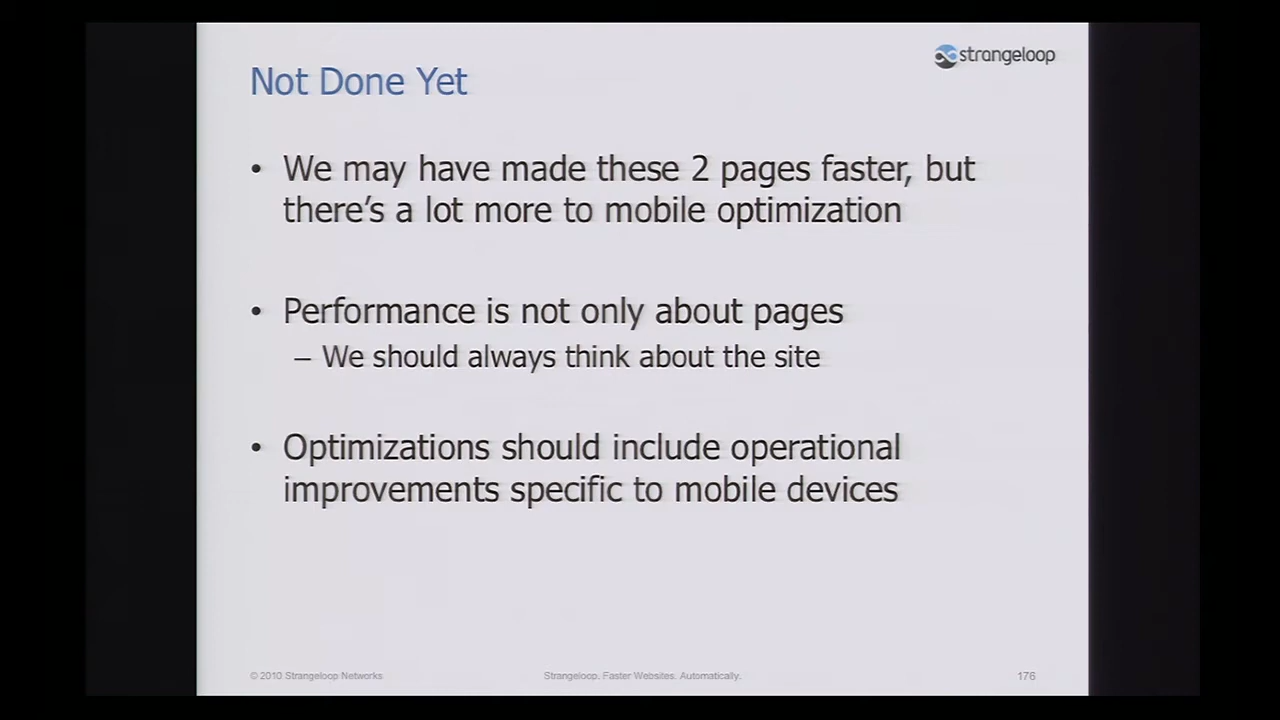 strangeloop
Not Done Yet
• We may have made these 2 pages faster, but
there's a lot more to mobile optimization
• Performance is not only about pages
– We should always think about the site
• Optimizations should include operational
improvements specific to mobile devices
© 2010 Strangeloop Networks
Strangeloop. Faster Websites. Automatically.
176